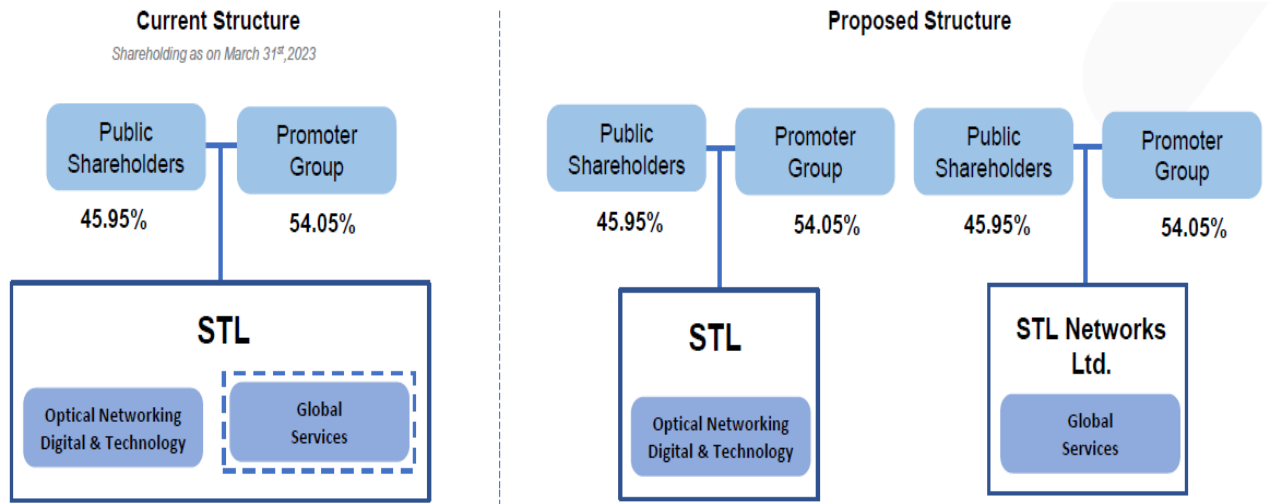 Current Structure
Shareholding as on March 31st,2023
Public
Shareholders
Promoter
Group
45.95%
54.05%
STL
Optical Networking
Digital & Technology
Global
Services
Proposed Structure
Public
Shareholders
Promoter
Group
45.95%
54.05%
STL
Optical Networking
Digital & Technology
Public
Shareholders
Promoter
Group
45.95%
54.05%
STL Networks
Ltd.
Global
Services